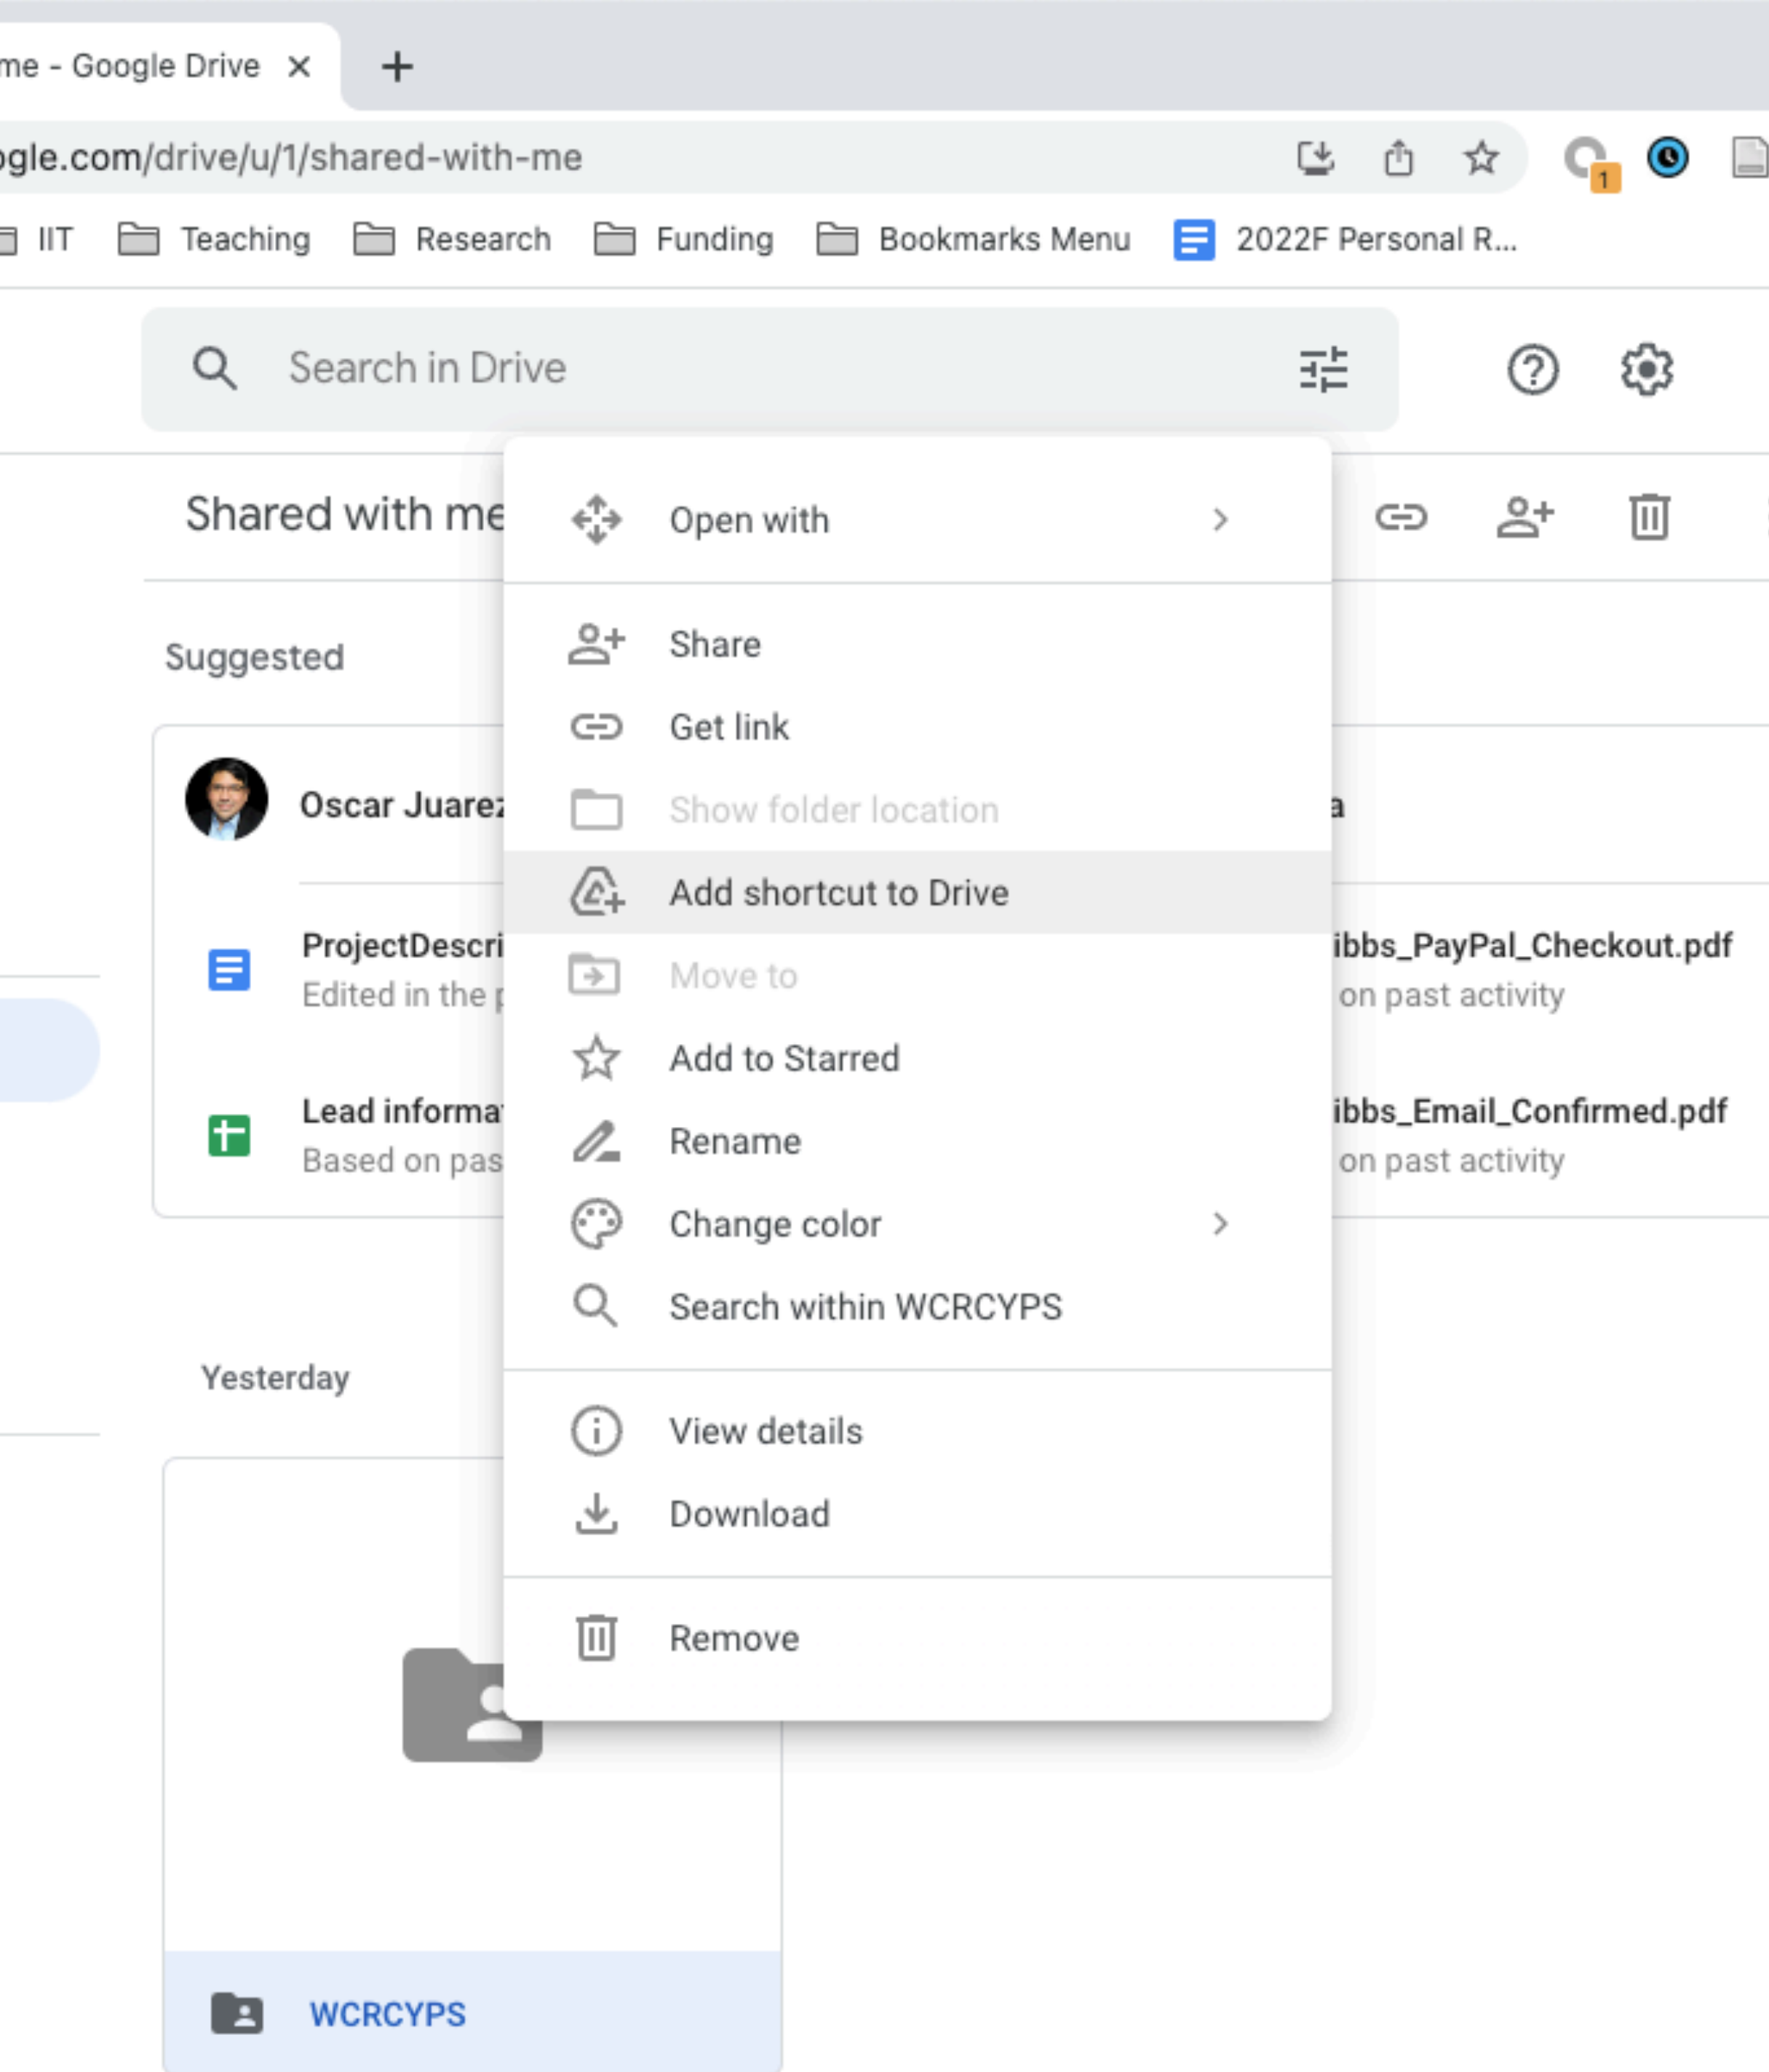 me - Google Drive
ogle.com/drive/u/1/shared-with-me
1
IIT Teaching Research Funding Bookmarks Menu 2022F Personal R...
Search in Drive
Shared with me
Open with
Suggested
Share
Get link
Oscar Juarez
Show folder location
a
Add shortcut to Drive
ProjectDescri
ibbs_PayPal_Checkout.pdf
Edited in the p
on past activity
Move to
Add to Starred
Lead informat
ibbs_Email_Confirmed.pdf
Based on pas
on past activity
Rename
Change color
Search within WCRCYPS
Yesterday
View details
Download
Remove
WCRCYPS